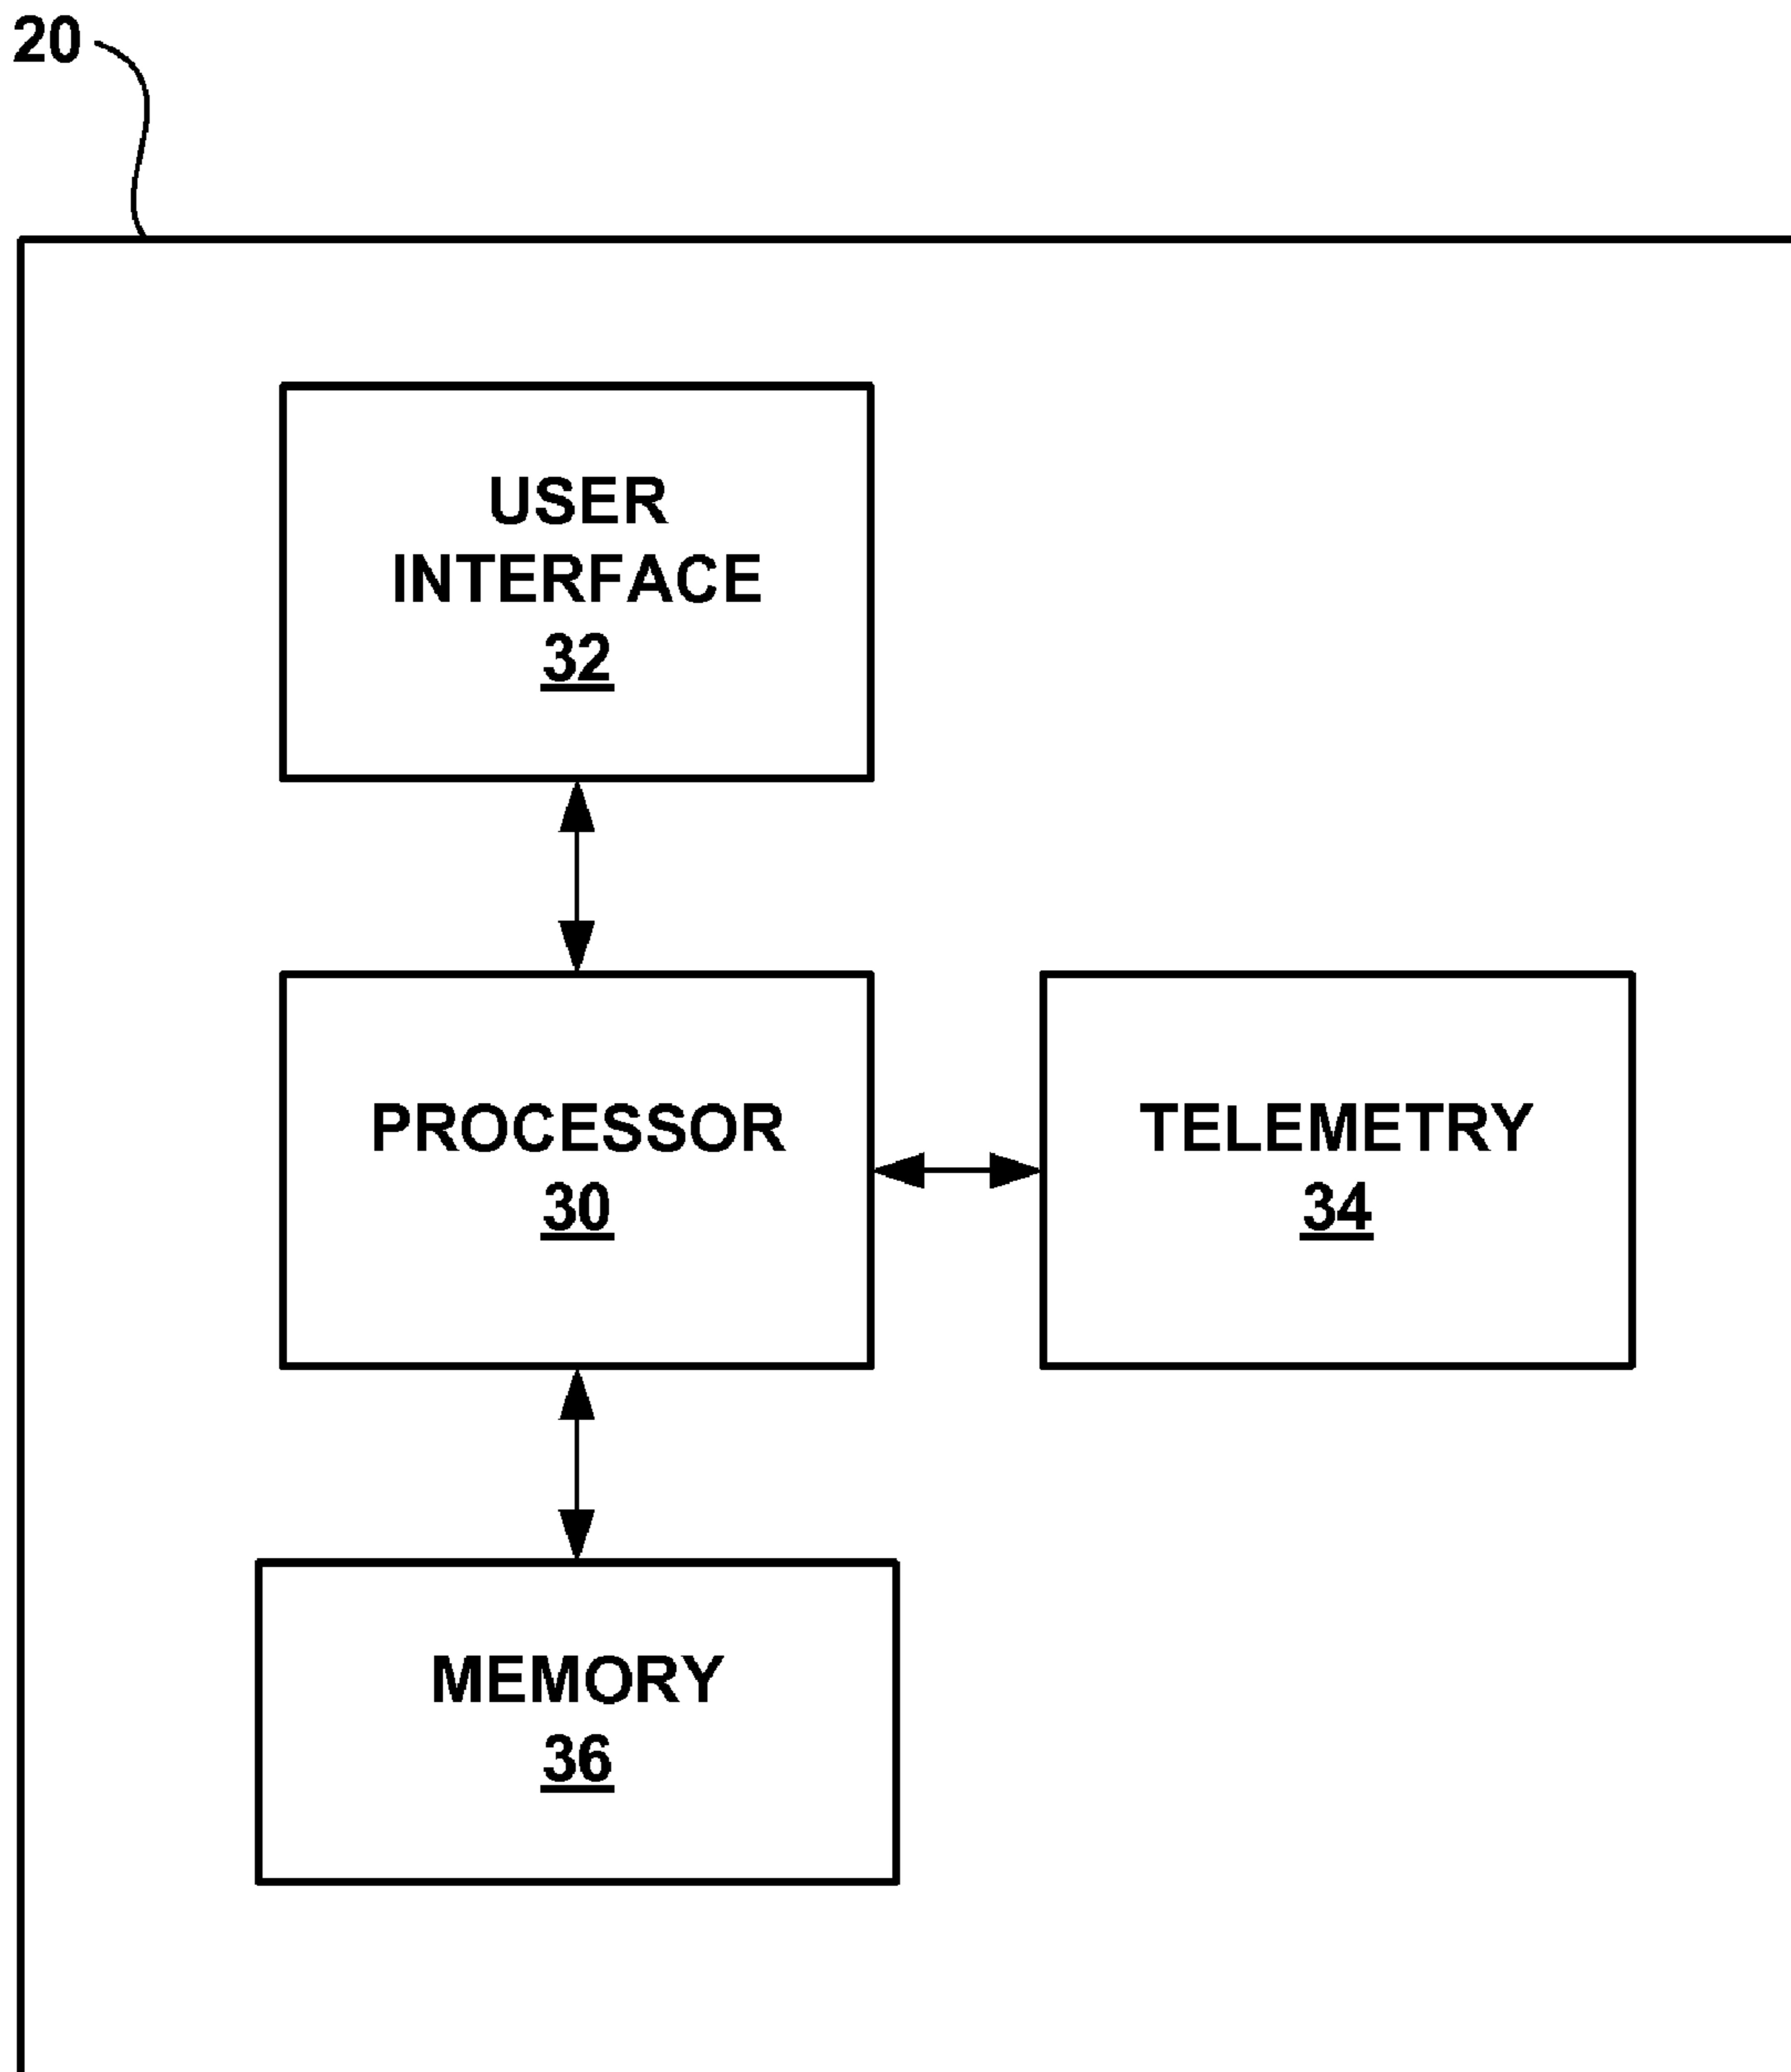 20
USER
INTERFACE
32
PROCESSOR
30
TELEMETRY
34
MEMORY
36